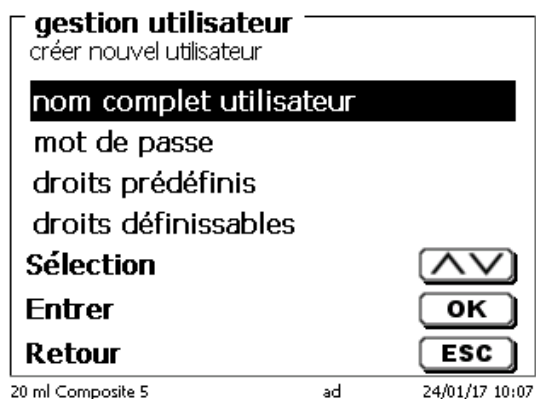 gestion utilisateur
créer nouvel utilisateur
nom complet utilisateur
mot de passe
droits prédéfinis
droits définissables
Sélection
Entrer OK
Retour ESC
20 ml Composite 5 ad 24/01/17 10:07